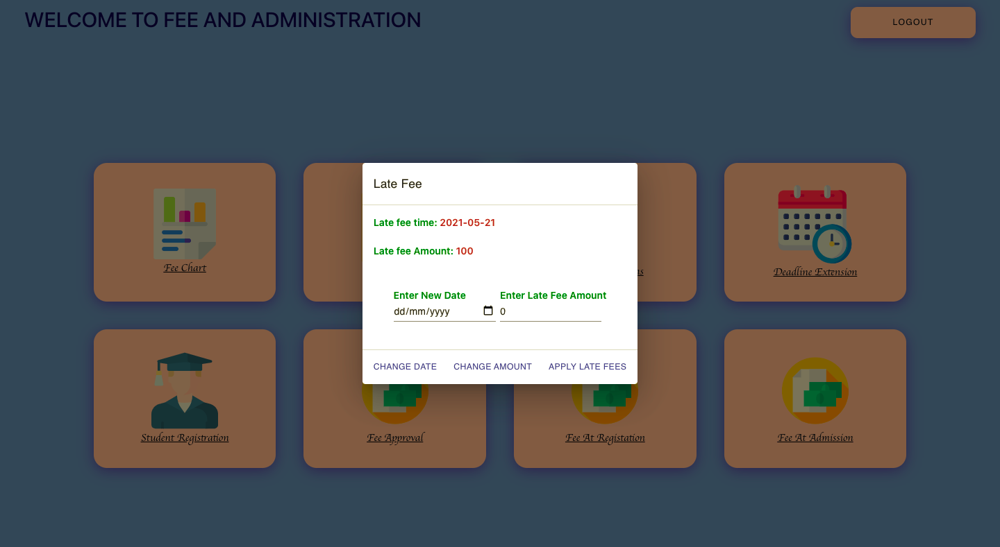 WELCOME TO FEE AND ADMINISTRATION
LOGOUT
Late Fee
Late fee time: 2021-05-21
Late fee Amount: 100
Enter New Date
Enter Late Fee Amount
dd/mm/yyyy
0
CHANGE DATE
CHANGE AMOUNT
APPLY LATE FEES
Fee Chart
Deadline Extension
Student Registration
Fee Approval
Fee At Registation
Fee At Admission